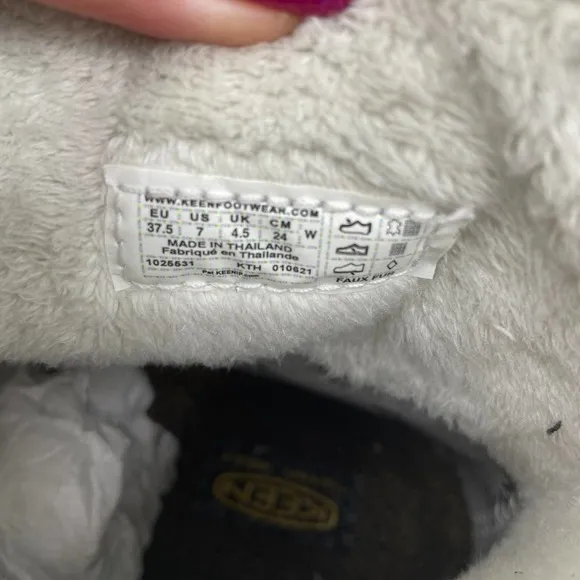 WWW.KEENFOOTWEAR.COM
EU US UK CM
37.5 7 4.5 24 W
MADE IN THAILAND
Fabriqué en Thaïlande
1025531 KTH 010621
FAUX FUR
KEEN